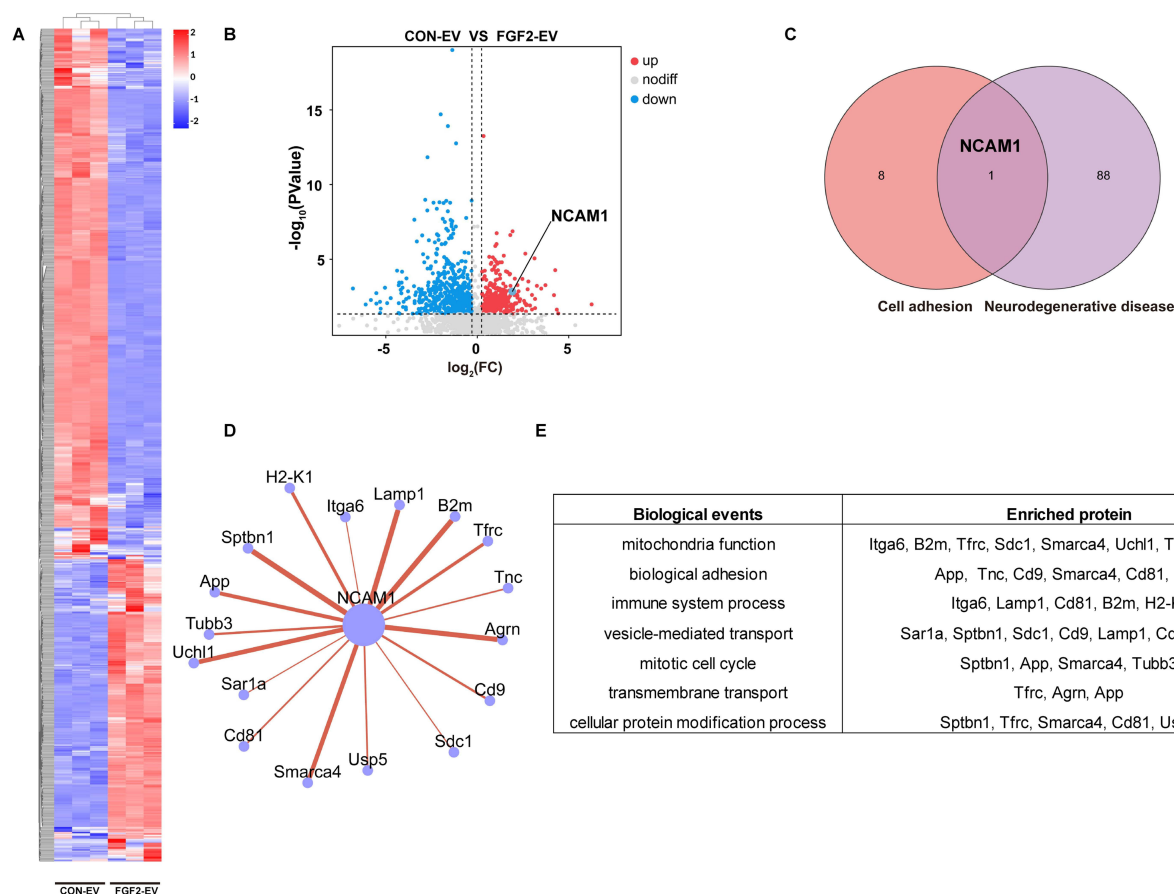 A
2
1
0
-1
-2
CON-EV FGF2-EV
B
CON-EV VS FGF2-EV
-log10(PValue)
15
10
5
NCAM1
-5 0 5
log2(FC)
up
nodiff
down
C
NCAM1
8 1 88
Cell adhesion Neurodegenerative disease
D
H2-K1
Itga6
Lamp1
B2m
Tfrc
Sptbn1
Tnc
App
NCAM1
Tubb3
Agrn
Uchl1
Sar1a
Cd9
Cd81
Sdc1
Smarca4
Usp5
E
Biological events Enriched protein
mitochondria function Itga6, B2m, Tfrc, Sdc1, Smarca4, Uchl1, T
biological adhesion App, Tnc, Cd9, Smarca4, Cd81,
immune system process Itga6, Lamp1, Cd81, B2m, H2-
vesicle-mediated transport Sar1a, Sptbn1, Sdc1, Cd9, Lamp1, Cd
mitotic cell cycle Sptbn1, App, Smarca4, Tubb3
transmembrane transport Tfrc, Agrn, App
cellular protein modification process Sptbn1, Tfrc, Smarca4, Cd81, Us